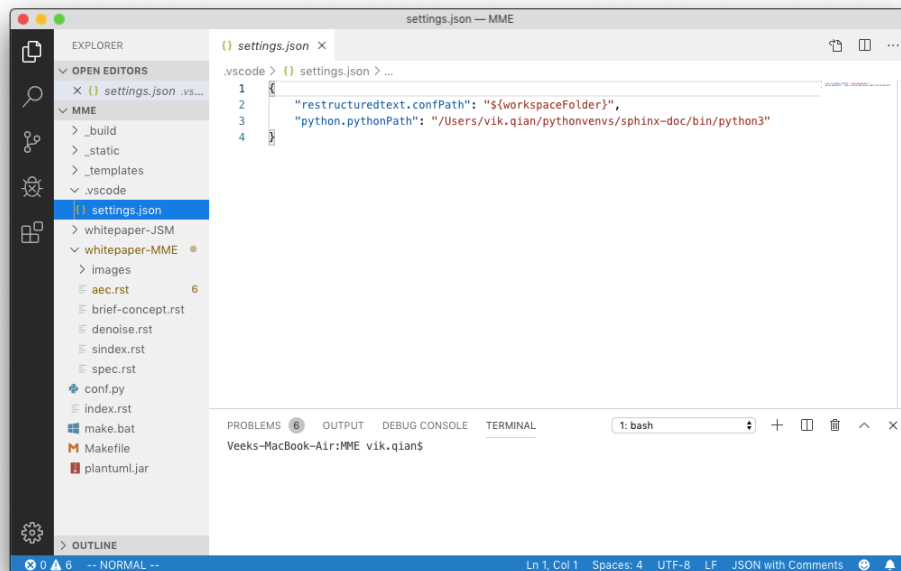 settings.json — MME
EXPLORER
OPEN EDITORS
{} settings.json .vs...
MME
_build
_static
_templates
.vscode
{} settings.json
whitepaper-JSM
whitepaper-MME
images
aec.rst 6
brief-concept.rst
denoise.rst
sindex.rst
spec.rst
conf.py
index.rst
make.bat
Makefile
plantuml.jar
OUTLINE
{} settings.json
.vscode > {} settings.json > ...
1 {
2 "restructuredtext.confPath": "${workspaceFolder}",
3 "python.pythonPath": "/Users/vik.qian/pythonvenvs/sphinx-doc/bin/python3"
4 }
PROBLEMS 6 OUTPUT DEBUG CONSOLE TERMINAL 1: bash
Veeks-MacBook-Air:MME vik.qian$
0 6 -- NORMAL -- Ln 1, Col 1 Spaces: 4 UTF-8 LF JSON with Comments